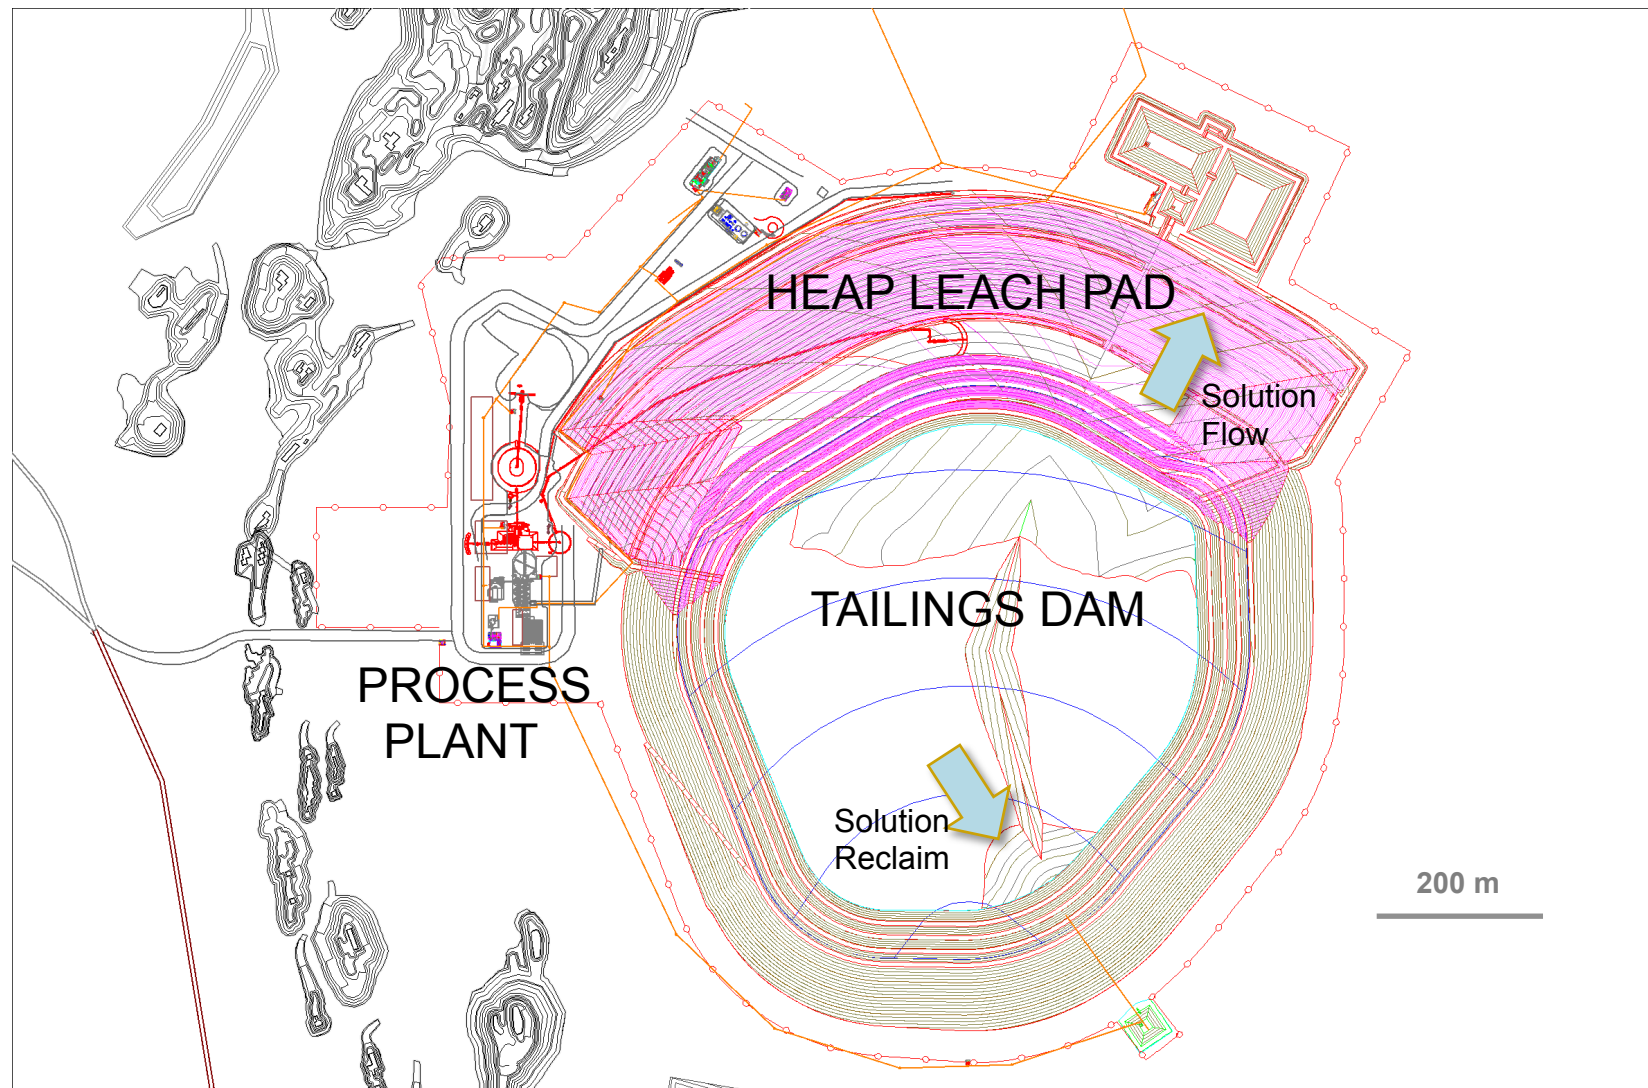 HEAP LEACH PAD
Solution
Flow
TAILINGS DAM
PROCESS
PLANT
Solution
Reclaim
200 m